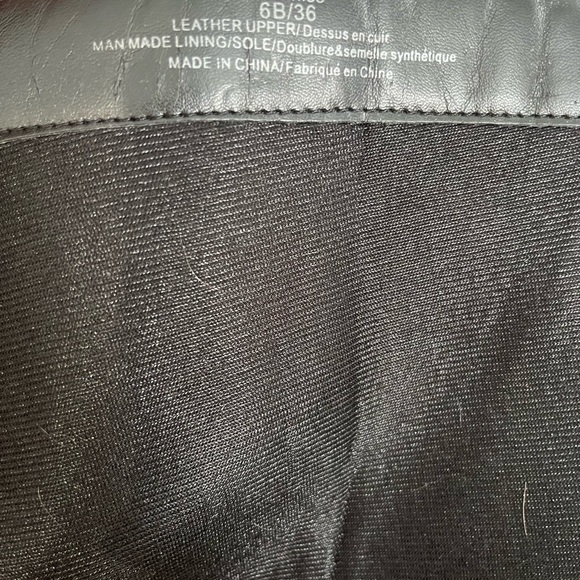 6B/36
LEATHER UPPER/Dessus en cuir
MAN MADE LINING/SOLE/Doublure&semelle synthétique
MADE IN CHINA/Fabrique en Chine